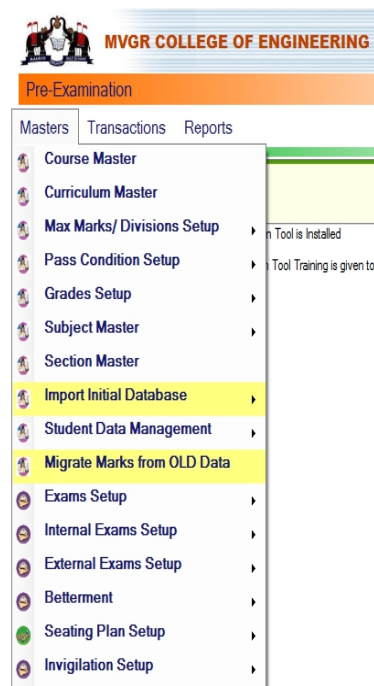 MVGR COLLEGE OF ENGINEERING
Pre-Examination
Masters Transactions Reports
Course Master
Curriculum Master
Max Marks/ Divisions Setup
n Tool is Installed
Pass Condition Setup
n Tool Training is given to
Grades Setup
Subject Master
Section Master
Import Initial Database
Student Data Management
Migrate Marks from OLD Data
Exams Setup
Internal Exams Setup
External Exams Setup
Betterment
Seating Plan Setup
Invigilation Setup